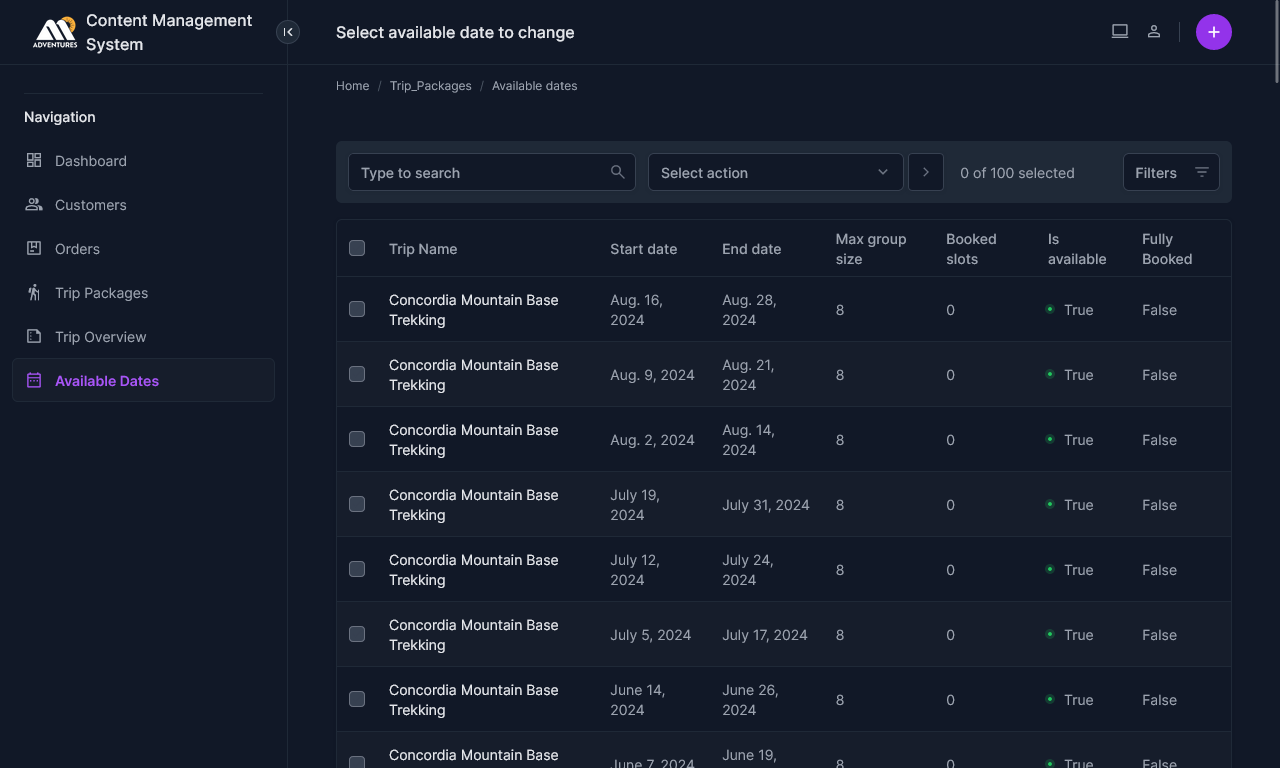 ADVENTURES
Content Management
System
Select available date to change
Home / Trip_Packages / Available dates
Navigation
Dashboard
Customers
Orders
Trip Packages
Trip Overview
Available Dates
Type to search
Select action
0 of 100 selected
Filters
Trip Name Start date End date Max group size Booked slots Is available Fully Booked
Concordia Mountain Base Trekking Aug. 16, 2024 Aug. 28, 2024 8 0 True False
Concordia Mountain Base Trekking Aug. 9, 2024 Aug. 21, 2024 8 0 True False
Concordia Mountain Base Trekking Aug. 2, 2024 Aug. 14, 2024 8 0 True False
Concordia Mountain Base Trekking July 19, 2024 July 31, 2024 8 0 True False
Concordia Mountain Base Trekking July 12, 2024 July 24, 2024 8 0 True False
Concordia Mountain Base Trekking July 5, 2024 July 17, 2024 8 0 True False
Concordia Mountain Base Trekking June 14, 2024 June 26, 2024 8 0 True False
Concordia Mountain Base June 7, 2024 June 19, 8 0 True False